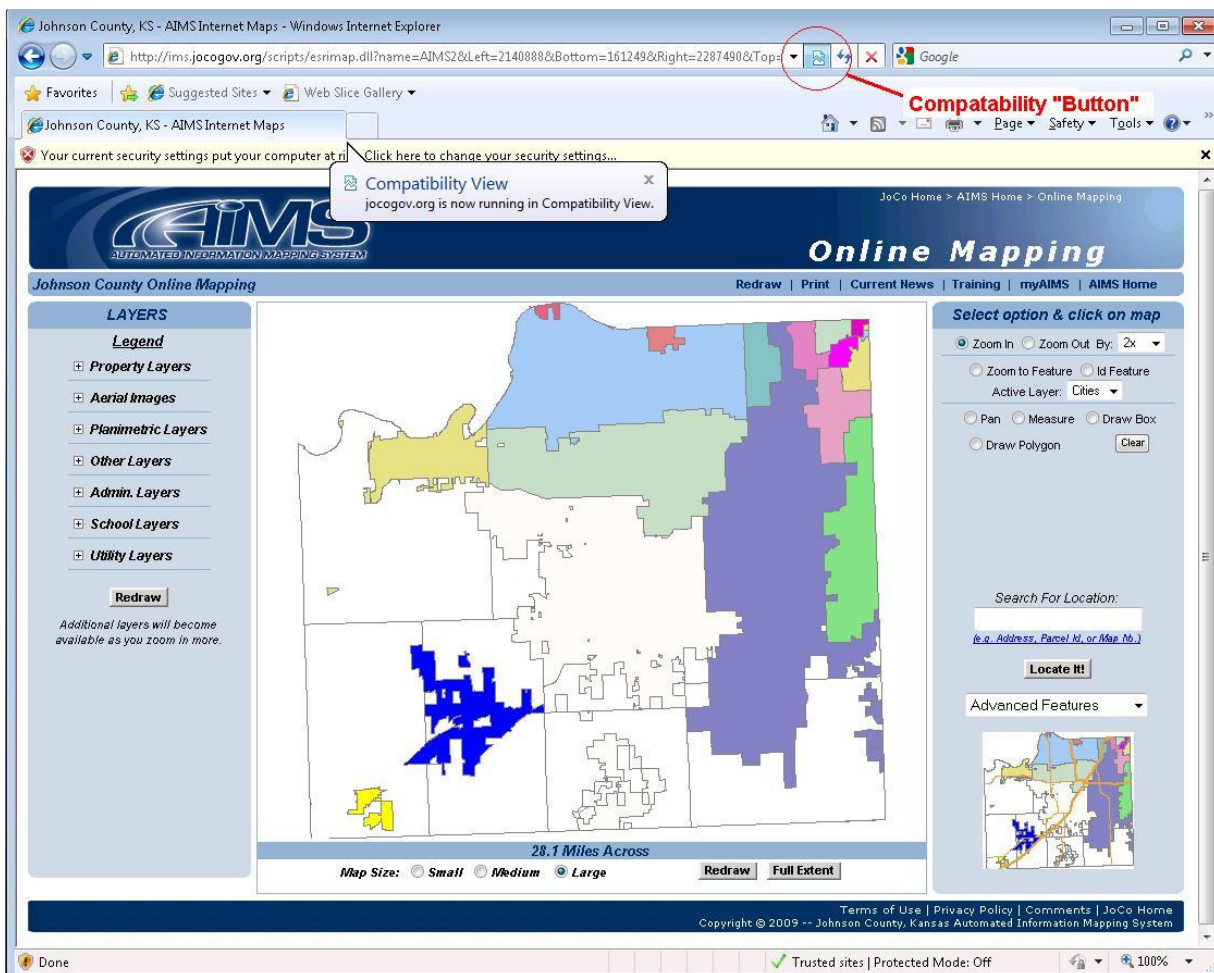 Johnson County, KS - AIMS Internet Maps - Windows Internet Explorer
http://ims.jocogov.org/scripts/esrimap.dll?name=AIMS2&Left=2140888&Bottom=161249&Right=2287490&Top=
Google
Favorites Suggested Sites Web Slice Gallery
Compatability "Button"
Johnson County, KS - AIMS Internet Maps
Page Safety Tools
Your current security settings put your computer at ri Click here to change your security settings...
Compatibility View
jocogov.org is now running in Compatibility View.
AIMS
AUTOMATED INFORMATION MAPPING SYSTEM
JoCo Home > AIMS Home > Online Mapping
Online Mapping
Johnson County Online Mapping
Redraw | Print | Current News | Training | myAIMS | AIMS Home
LAYERS
Legend
Property Layers
Aerial Images
Planimetric Layers
Other Layers
Admin. Layers
School Layers
Utility Layers
Redraw
Additional layers will become
available as you zoom in more.
28.1 Miles Across
Map Size: Small Medium Large Redraw Full Extent
Select option & click on map
Zoom In Zoom Out By: 2x
Zoom to Feature Id Feature
Active Layer: Cities
Pan Measure Draw Box
Draw Polygon Clear
Search For Location:
(e.g. Address, Parcel Id, or Map No.)
Locate It!
Advanced Features
Terms of Use | Privacy Policy | Comments | JoCo Home
Copyright © 2009 -- Johnson County, Kansas Automated Information Mapping System
Done
Trusted sites | Protected Mode: Off
100%